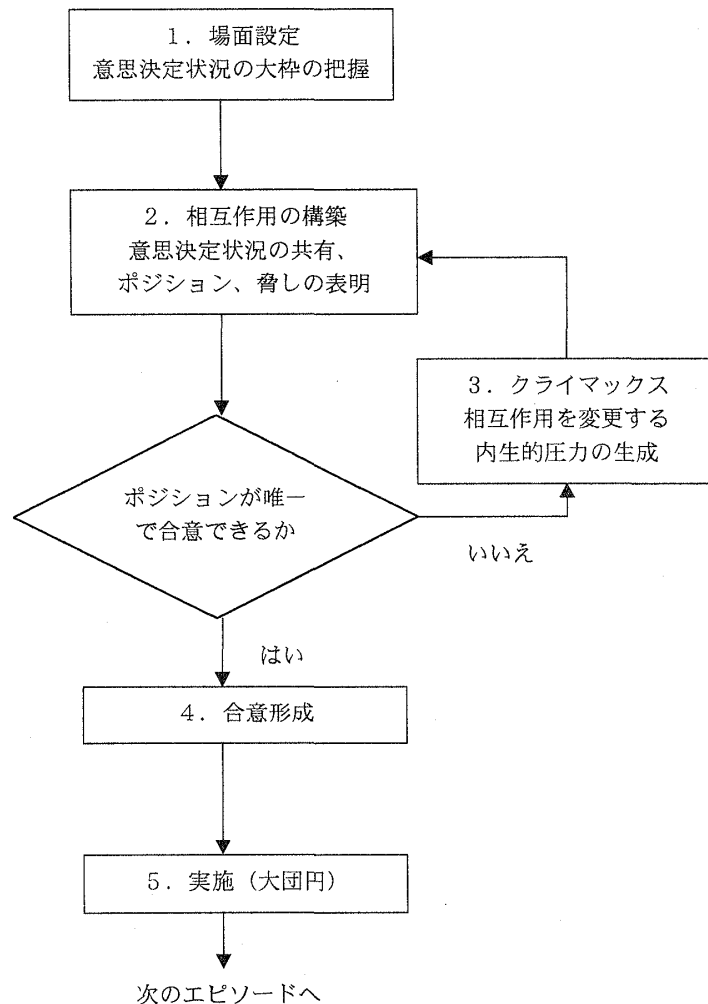 1．場面設定
意思決定状況の大枠の把握
2．相互作用の構築
意思決定状況の共有、
ポジション、脅しの表明
3．クライマックス
相互作用を変更する
内生的圧力の生成
ポジションが唯一
で合意できるか
いいえ
はい
4．合意形成
5．実施（大団円）
次のエピソードへ